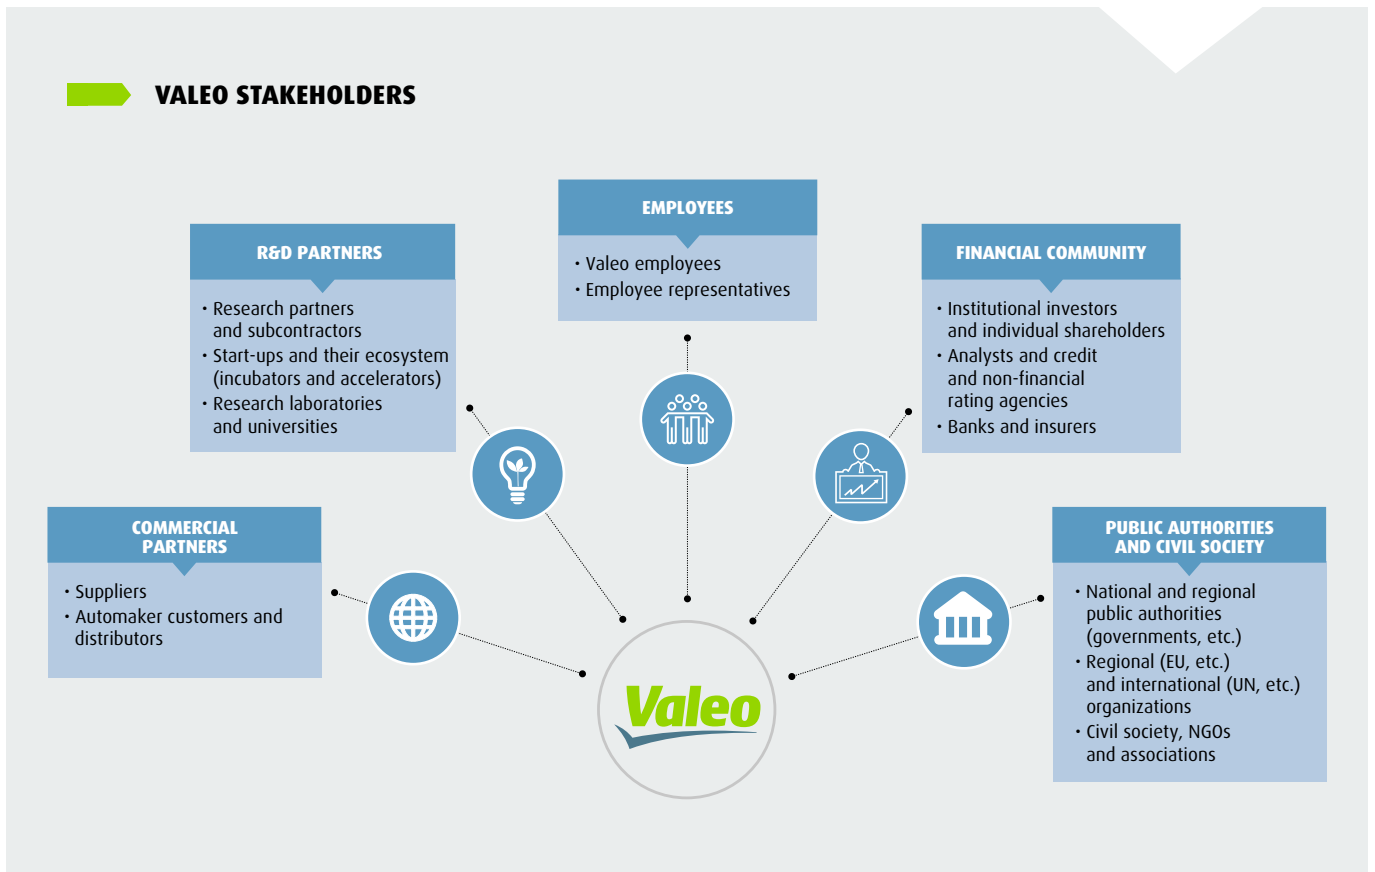 VALEO STAKEHOLDERS
EMPLOYEES
· Valeo employees
· Employee representatives
R&D PARTNERS
· Research partners
and subcontractors
· Start-ups and their ecosystem
(incubators and accelerators)
· Research laboratories
and universities
FINANCIAL COMMUNITY
· Institutional investors
and individual shareholders
· Analysts and credit
and non-financial
rating agencies
· Banks and insurers
COMMERCIAL
PARTNERS
· Suppliers
· Automaker customers and
distributors
PUBLIC AUTHORITIES
AND CIVIL SOCIETY
· National and regional
public authorities
(governments, etc.)
· Regional (EU, etc.)
and international (UN, etc.)
organizations
· Civil society, NGOs
and associations
Valeo